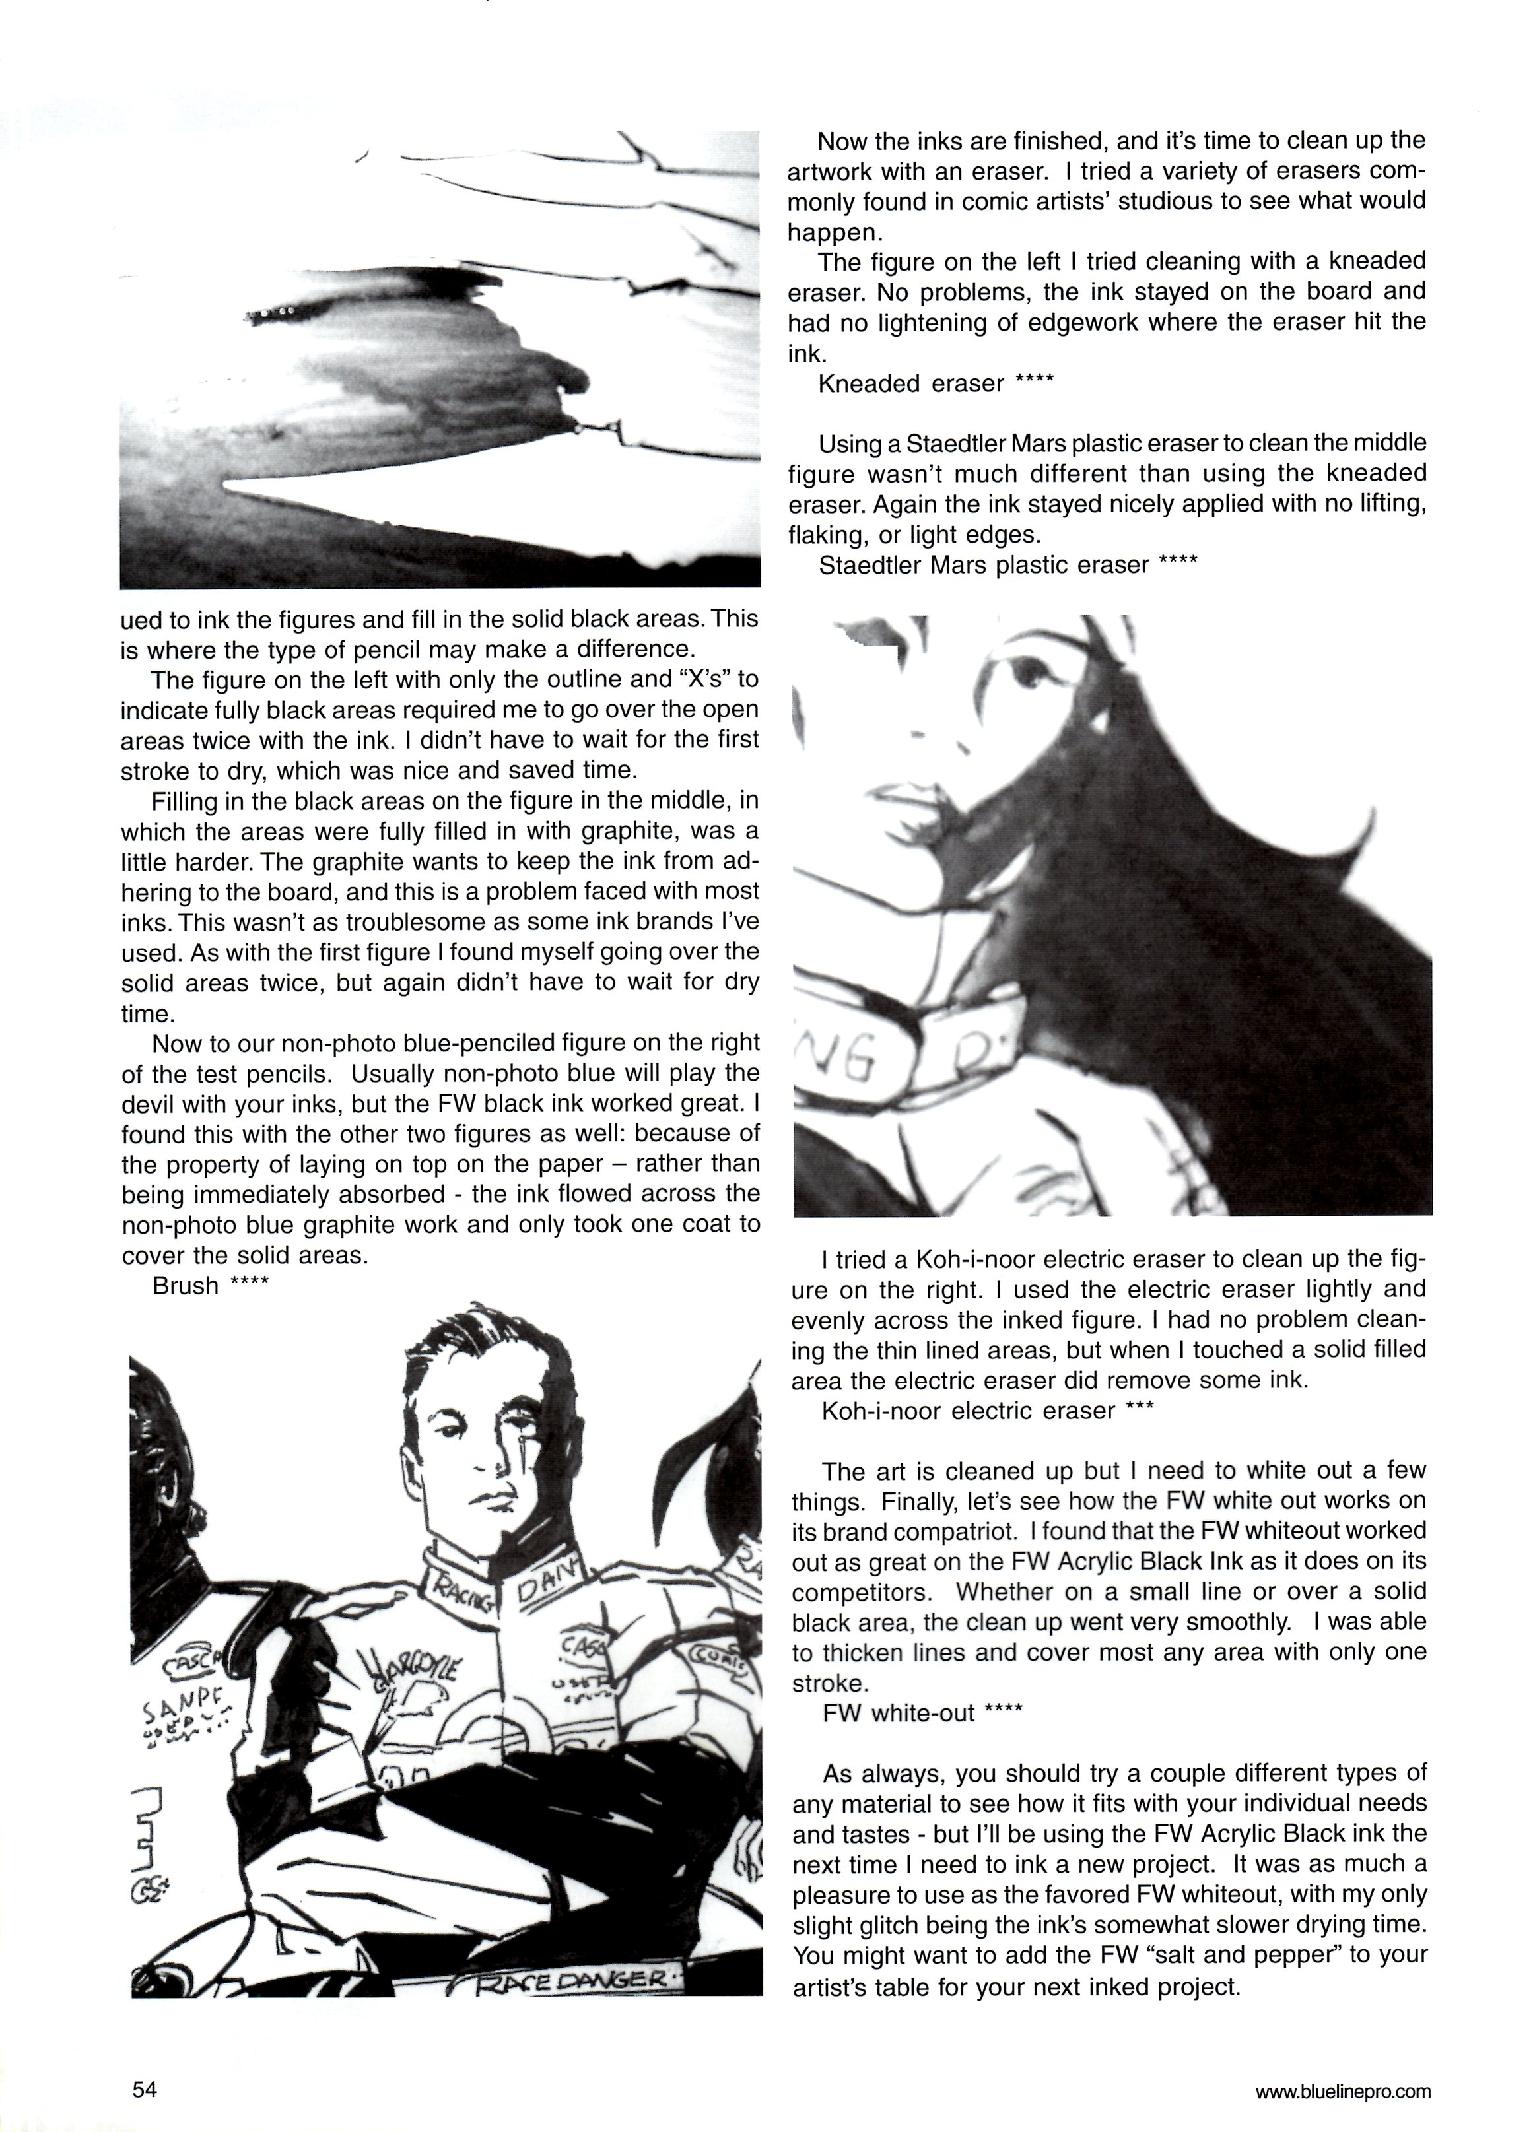 ued to ink the figures and fill in the solid black areas. This
is where the type of pencil may make a difference.
The figure on the left with only the outline and “X’s” to
indicate fully black areas required me to go over the open
areas twice with the ink. I didn’t have to wait for the first
stroke to dry, which was nice and saved time.
Filling in the black areas on the figure in the middle, in
which the areas were fully filled in with graphite, was a
little harder. The graphite wants to keep the ink from ad-
hering to the board, and this is a problem faced with most
inks. This wasn’t as troublesome as some ink brands I’ve
used. As with the first figure I found myself going over the
solid areas twice, but again didn’t have to wait for dry
time.
Now to our non-photo blue-penciled figure on the right
of the test pencils. Usually non-photo blue will play the
devil with your inks, but the FW black ink worked great. I
found this with the other two figures as well: because of
the property of laying on top on the paper – rather than
being immediately absorbed - the ink flowed across the
non-photo blue graphite work and only took one coat to
cover the solid areas.
Brush ****
RACING DAN
CASCA
SANPE
HARGOYLE
CASA
USER
COMIC
RACE DANGER
Now the inks are finished, and it’s time to clean up the
artwork with an eraser. I tried a variety of erasers com-
monly found in comic artists’ studious to see what would
happen.
The figure on the left I tried cleaning with a kneaded
eraser. No problems, the ink stayed on the board and
had no lightening of edgework where the eraser hit the
ink.
Kneaded eraser ****
Using a Staedtler Mars plastic eraser to clean the middle
figure wasn’t much different than using the kneaded
eraser. Again the ink stayed nicely applied with no lifting,
flaking, or light edges.
Staedtler Mars plastic eraser ****
NG D
I tried a Koh-i-noor electric eraser to clean up the fig-
ure on the right. I used the electric eraser lightly and
evenly across the inked figure. I had no problem clean-
ing the thin lined areas, but when I touched a solid filled
area the electric eraser did remove some ink.
Koh-i-noor electric eraser ***
The art is cleaned up but I need to white out a few
things. Finally, let’s see how the FW white out works on
its brand compatriot. I found that the FW whiteout worked
out as great on the FW Acrylic Black Ink as it does on its
competitors. Whether on a small line or over a solid
black area, the clean up went very smoothly. I was able
to thicken lines and cover most any area with only one
stroke.
FW white-out ****
As always, you should try a couple different types of
any material to see how it fits with your individual needs
and tastes - but I’ll be using the FW Acrylic Black ink the
next time I need to ink a new project. It was as much a
pleasure to use as the favored FW whiteout, with my only
slight glitch being the ink’s somewhat slower drying time.
You might want to add the FW “salt and pepper” to your
artist’s table for your next inked project.
54
www.bluelinepro.com